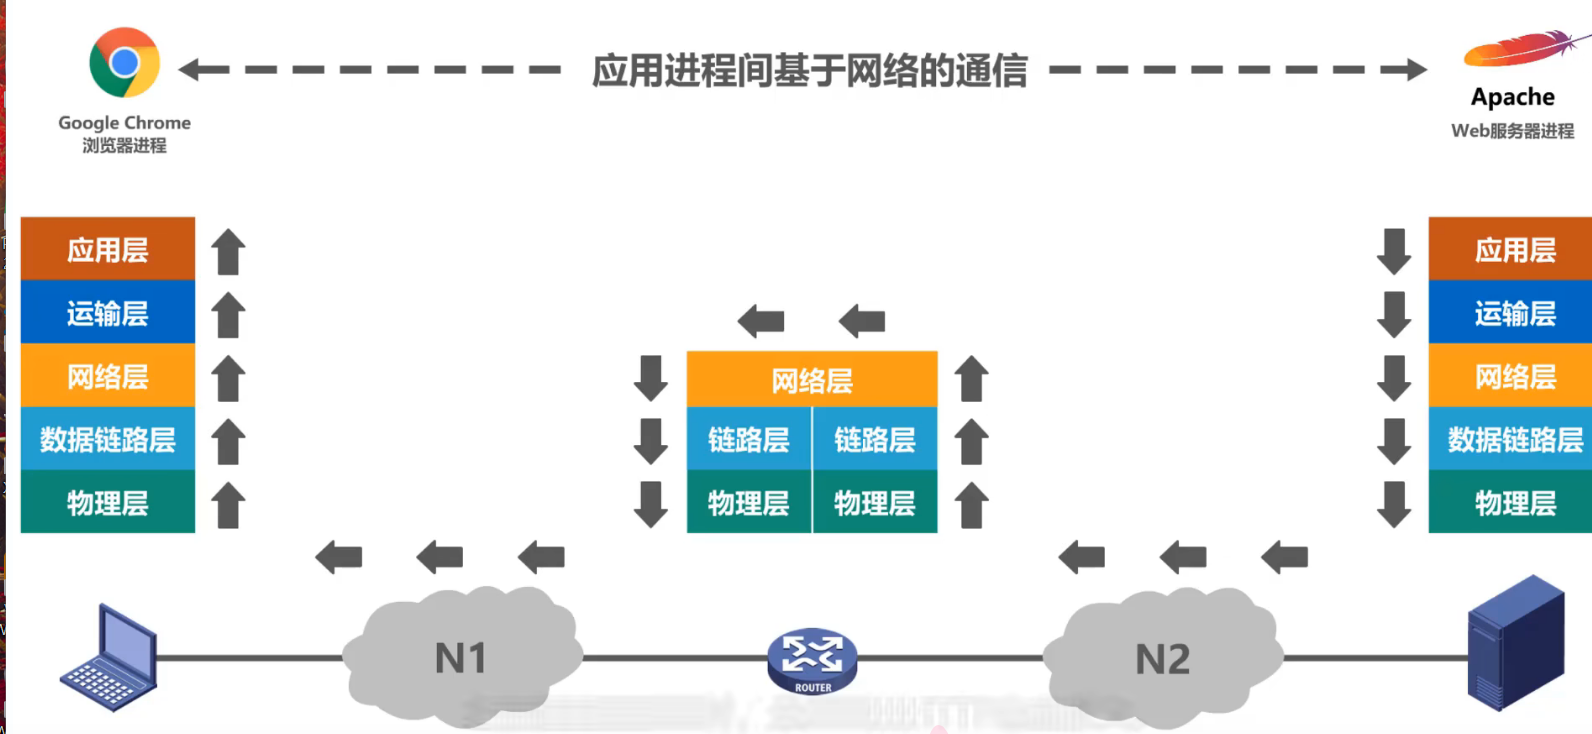 应用进程间基于网络的通信
Google Chrome
浏览器进程
Apache
Web服务器进程
应用层
运输层
网络层
数据链路层
物理层
网络层
链路层 链路层
物理层 物理层
应用层
运输层
网络层
数据链路层
物理层
N1
ROUTER
N2